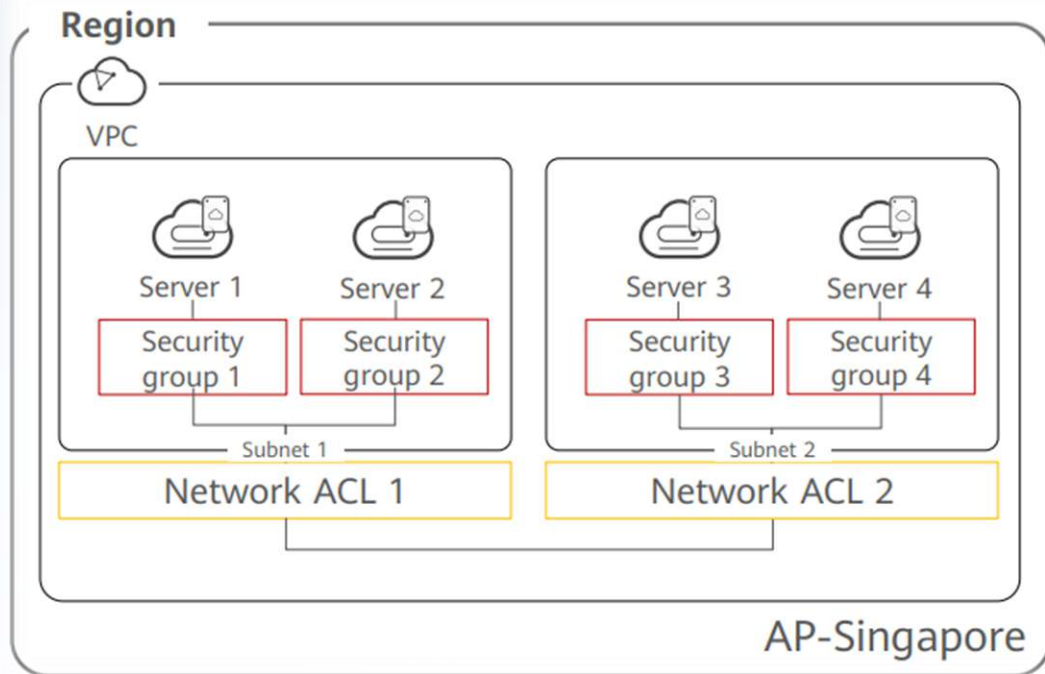 Region
VPC
Server 1
Server 2
Server 3
Server 4
Security
group 1
Security
group 2
Security
group 3
Security
group 4
Subnet 1
Subnet 2
Network ACL 1
Network ACL 2
AP-Singapore